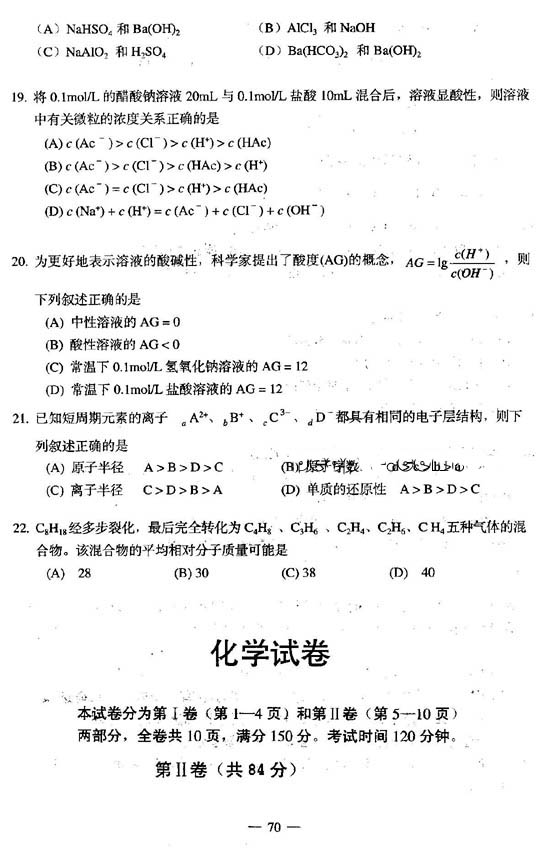 (A) NaHSO₄ 和 Ba(OH)₂ (B) AlCl₃ 和 NaOH
(C) NaAlO₂ 和 H₂SO₄ (D) Ba(HCO₃)₂ 和 Ba(OH)₂
19. 将 0.1mol/L 的醋酸钠溶液 20mL 与 0.1mol/L 盐酸 10mL 混合后，溶液显酸性，则溶液
中有关微粒的浓度关系正确的是
(A) c (Ac⁻) > c (Cl⁻) > c (H⁺) > c (HAc)
(B) c (Ac⁻) > c (Cl⁻) > c (HAc) > c (H⁺)
(C) c (Ac⁻) = c (Cl⁻) > c (H⁺) > c (HAc)
(D) c (Na⁺) + c (H⁺) = c (Ac⁻) + c (Cl⁻) + c (OH⁻)
20. 为更好地表示溶液的酸碱性，科学家提出了酸度(AG)的概念， AG = lg c(H⁺)/c(OH⁻) ，则
下列叙述正确的是
(A) 中性溶液的 AG = 0
(B) 酸性溶液的 AG < 0
(C) 常温下 0.1mol/L 氢氧化钠溶液的 AG = 12
(D) 常温下 0.1mol/L 盐酸溶液的 AG = 12
21. 已知短周期元素的离子 ₐA²⁺、 bB⁺、 cC³⁻、 dD⁻都具有相同的电子层结构，则下
列叙述正确的是
(A) 原子半径 A > B > D > C (B) 原子序数
(C) 离子半径 C > D > B > A (D) 单质的还原性 A > B > D > C
22. C₈H₁₈ 经多步裂化，最后完全转化为 C₄H₈ 、C₃H₆ 、C₂H₄、C₂H₆、CH₄ 五种气体的混
合物。该混合物的平均相对分子质量可能是
(A) 28 (B) 30 (C) 38 (D) 40
化学试卷
本试卷分为第 I 卷（第 1—4 页）和第 II 卷（第 5—10 页）
两部分，全卷共 10 页，满分 150 分。考试时间 120 分钟。
第 II 卷（共 84 分）
— 70 —